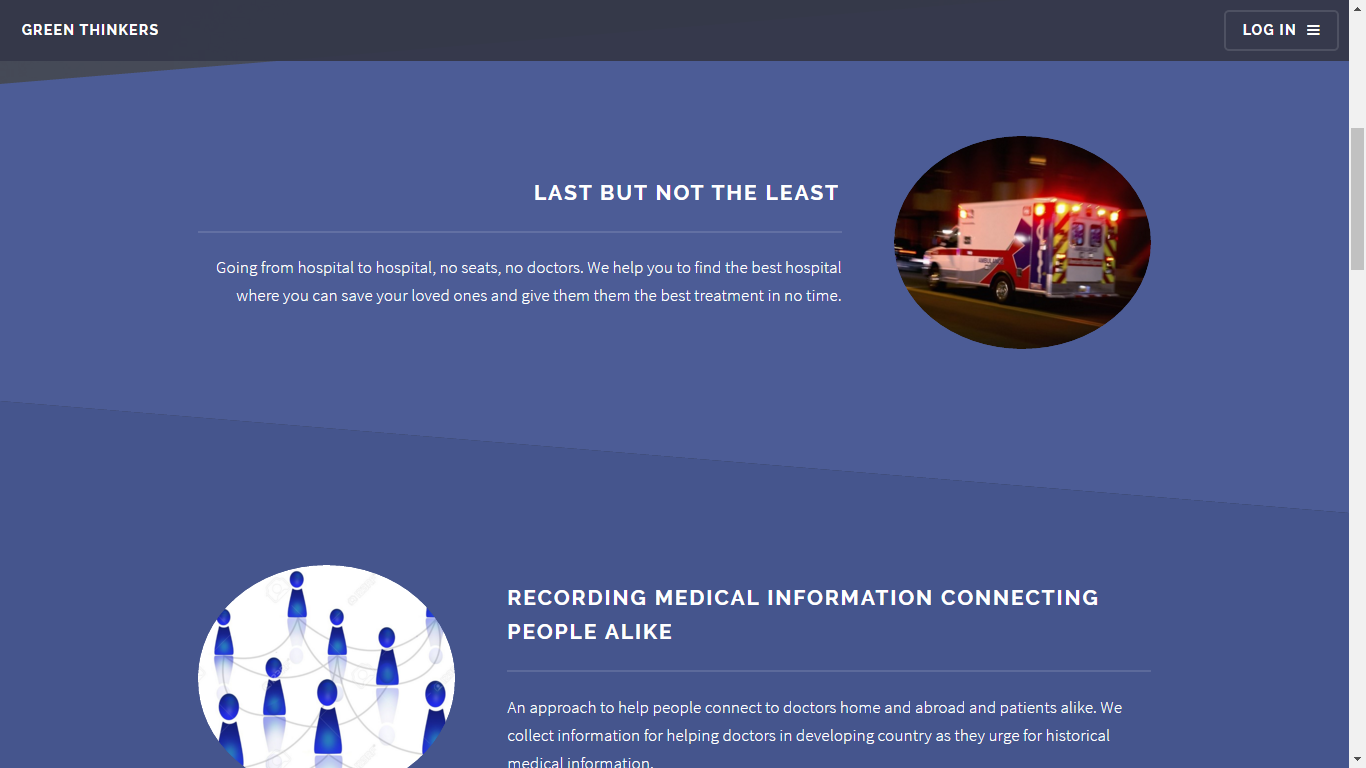 GREEN THINKERS
LOG IN
LAST BUT NOT THE LEAST
Going from hospital to hospital, no seats, no doctors. We help you to find the best hospital
where you can save your loved ones and give them them the best treatment in no time.
RECORDING MEDICAL INFORMATION CONNECTING
PEOPLE ALIKE
An approach to help people connect to doctors home and abroad and patients alike. We
collect information for helping doctors in developing country as they urge for historical
medical information.